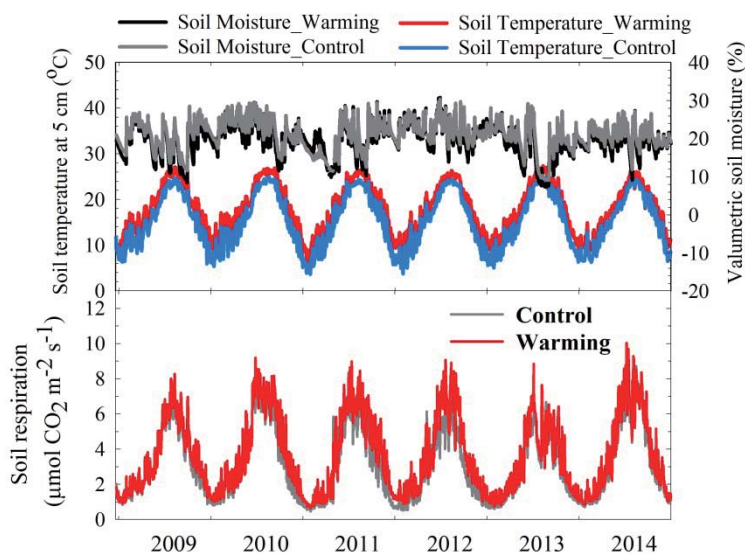 Soil Moisture_Warming
Soil Temperature_Warming
Soil Moisture_Control
Soil Temperature_Control
Soil temperature at 5 cm (°C)
50
40
30
20
10
0
40
30
20
10
0
-10
-20
Valumetric soil moisture (%)
Soil respiration
(μmol CO2 m-2 s-1)
12
10
8
6
4
2
0
Control
Warming
2009
2010
2011
2012
2013
2014